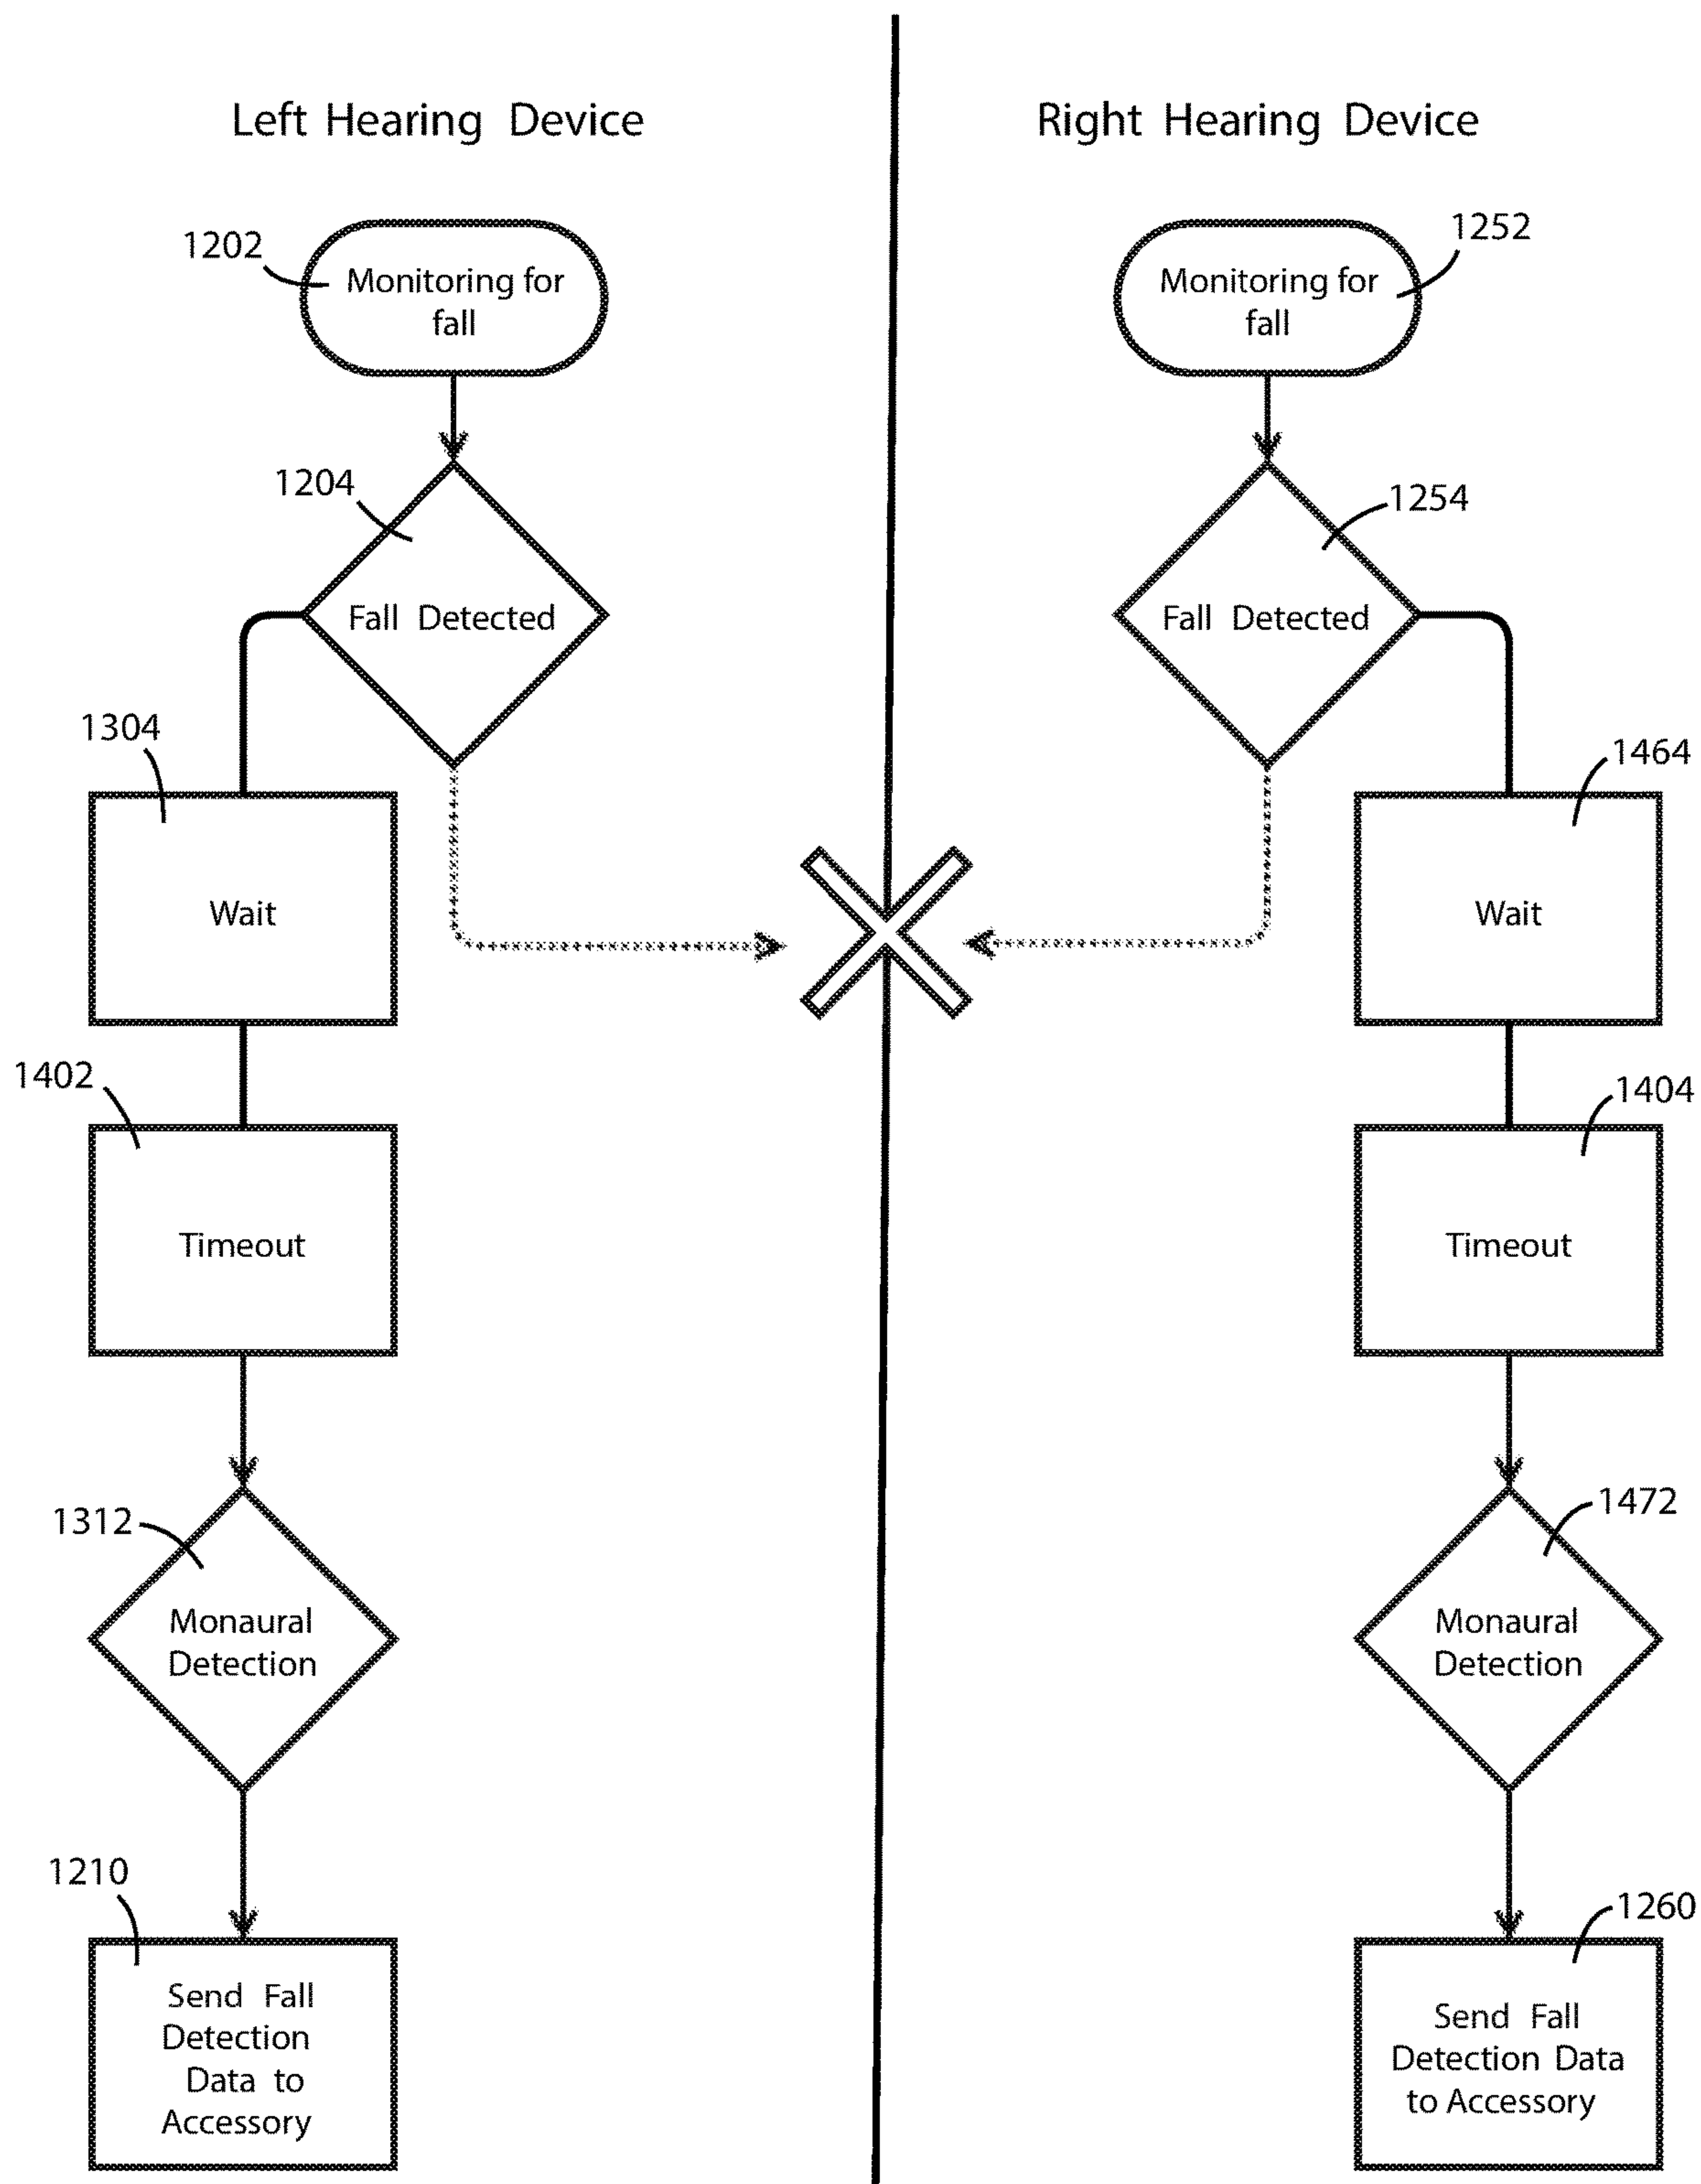 Left Hearing Device
Right Hearing Device
1202
Monitoring for
fall
1252
Monitoring for
fall
1204
Fall Detected
1254
Fall Detected
1304
Wait
1464
Wait
1402
Timeout
1404
Timeout
1312
Monaural
Detection
1472
Monaural
Detection
1210
Send Fall
Detection
Data to
Accessory
1260
Send Fall
Detection Data
to Accessory